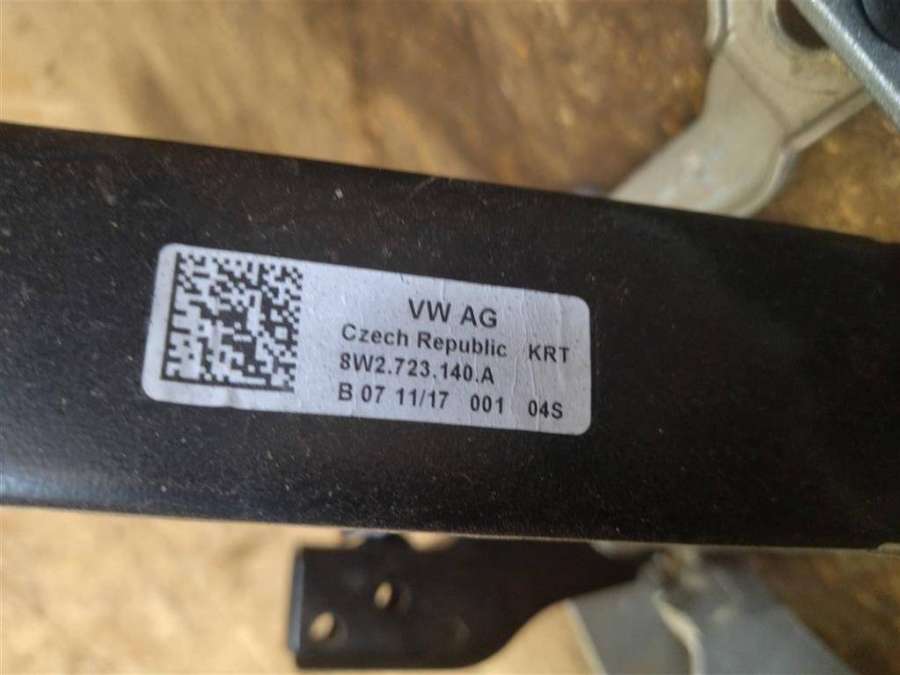 VW AG
Czech Republic KRT
8W2.723.140.A
B 07 11/17 001 04S